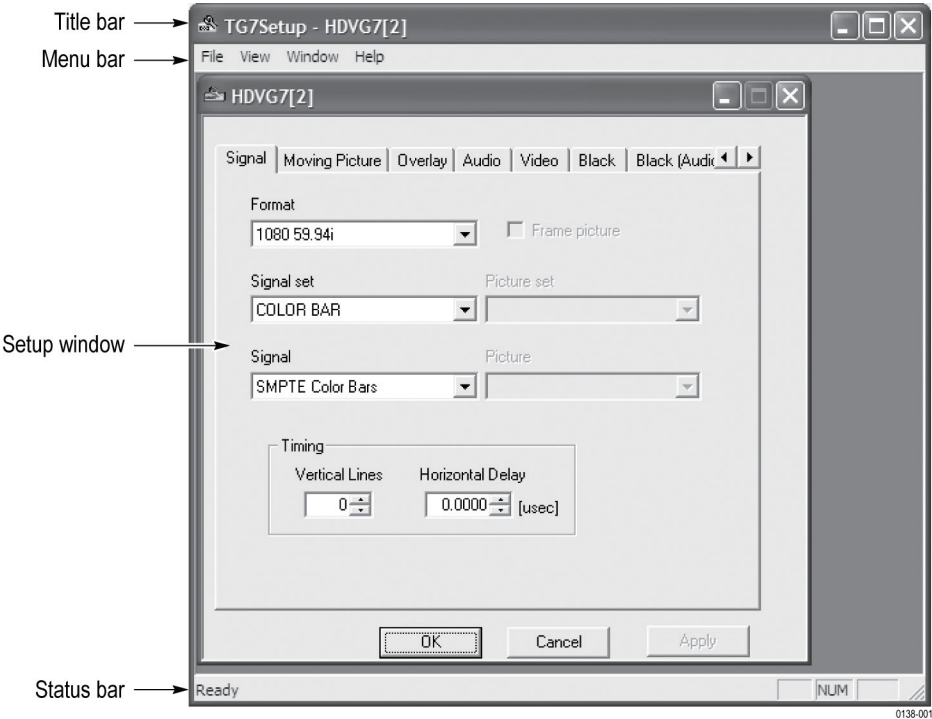 Title bar
TG7Setup - HDVG7[2]
Menu bar
File View Window Help
HDVG7[2]
Signal Moving Picture Overlay Audio Video Black Black (Audio
Format
1080 59.94i
Frame picture
Signal set
Picture set
COLOR BAR
Setup window
Signal
Picture
SMPTE Color Bars
Timing
Vertical Lines
Horizontal Delay
0
0.0000 [usec]
OK Cancel Apply
Status bar
Ready
NUM
0138-001